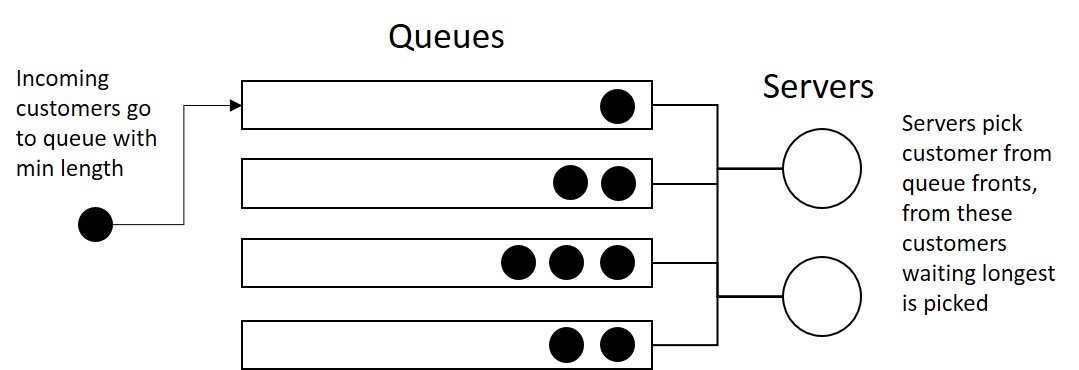 Queues
Incoming
customers go
to queue with
min length
Servers
Servers pick
customer from
queue fronts,
from these
customers
waiting longest
is picked